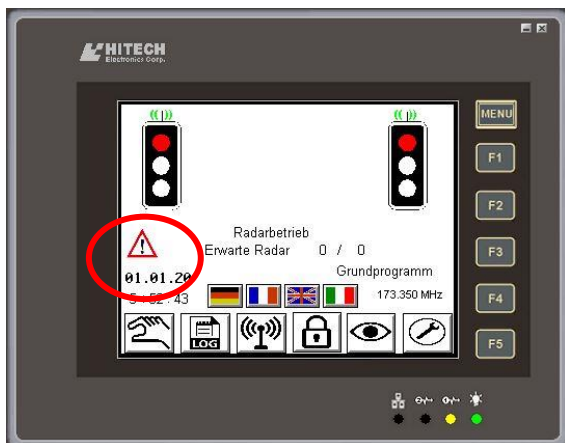 HITECH
Electronics Corp.
MENU
F1
F2
Radarbetrieb
Erwarte Radar 0 / 0
F3
01.01.20
Grundprogramm
43
173.350 MHz
F4
LOG
F5